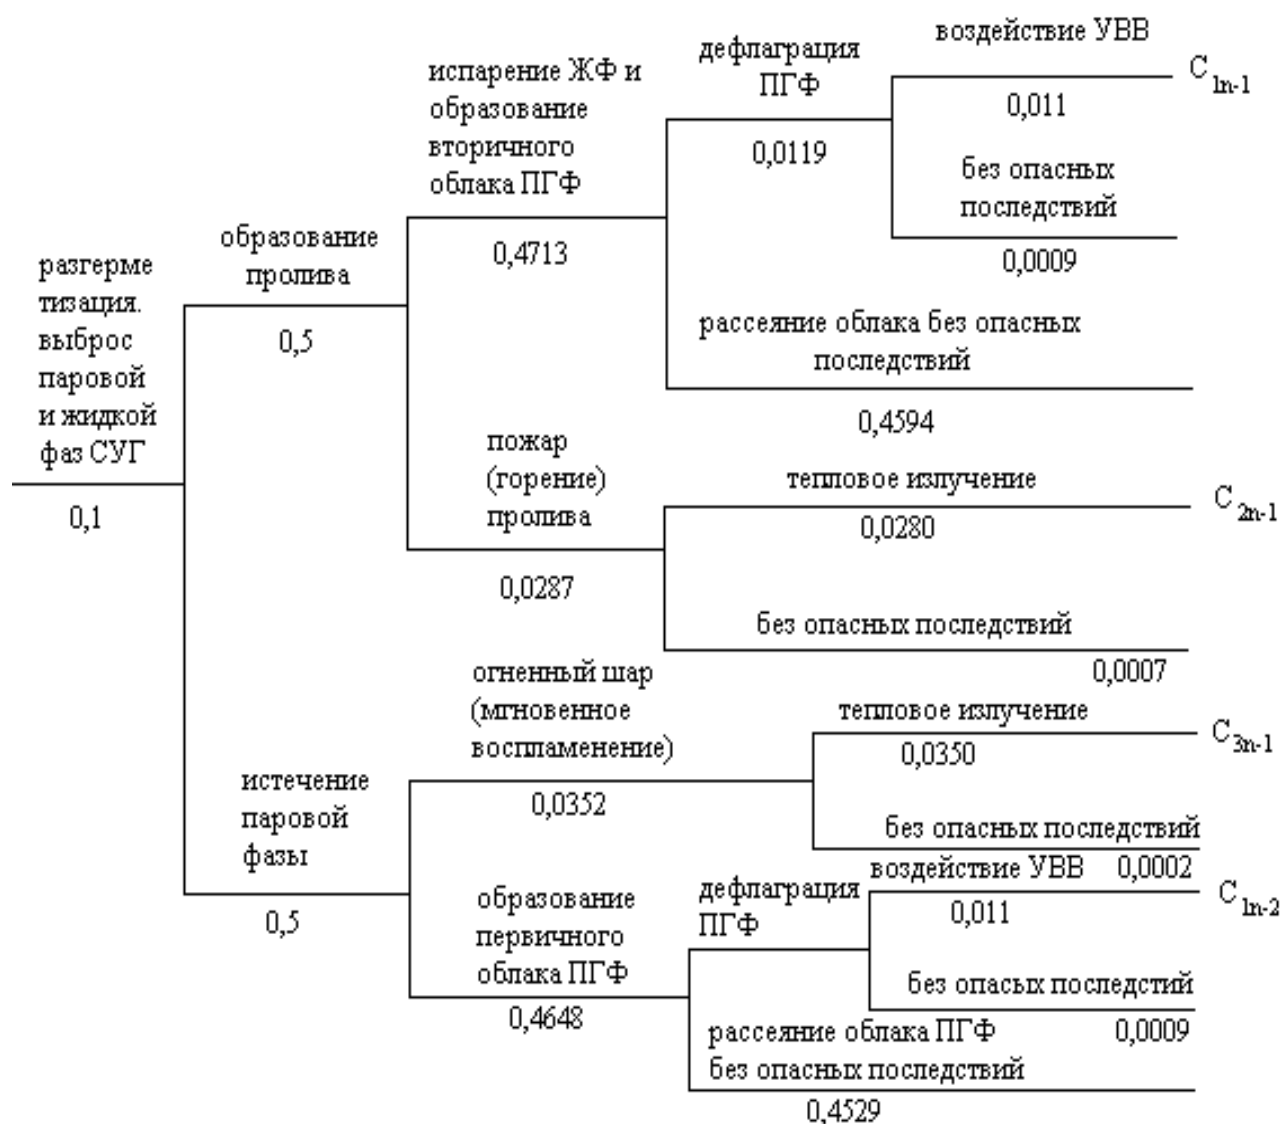 воздействие УВВ
C 1n-1
0,011
дефлаграция
ПГФ
0,0119
без опасных
последствий
0,0009
испарение ЖФ и
образование
вторичного
облака ПГФ
0,4713
рассеяние облака без опасных
последствий
0,4594
образование
пролива
0,5
разгерме
тизация.
выброс
паровой
и жидкой
фаз СУГ
0,1
пожар
(горение)
пролива
0,0287
тепловое излучение
0,0280
C 2n-1
без опасных последствий
0,0007
огненный шар
(мгновенное
воспламенение)
0,0352
тепловое излучение
0,0350
C 3n-1
без опасных последствий
0,0002
истечение
паровой
фазы
0,5
образование
первичного
облака ПГФ
0,4648
дефлаграция
ПГФ
воздействие УВВ
0,011
C 1n-2
без опасых последстий
0,0009
рассеяние облака ПГФ
без опасных последствий
0,4529